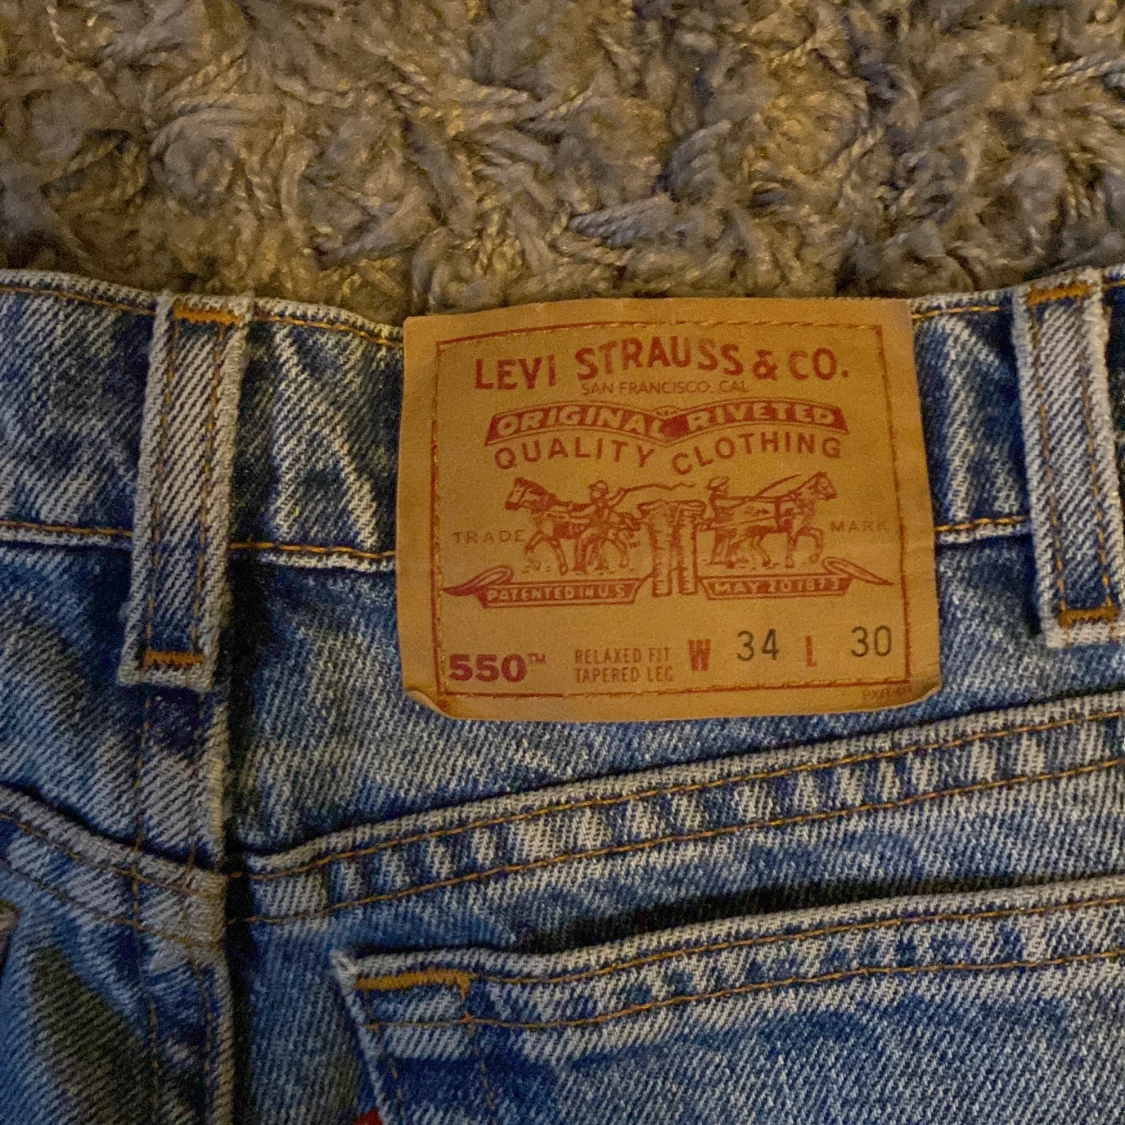 LEVI STRAUSS & CO.
SAN FRANCISCO, CAL
ORIGINAL RIVETED
QUALITY CLOTHING
TRADE MARK
PATENTED IN U.S. MAY 20 1873
550™ RELAXED FIT W 34 L 30
TAPERED LEG